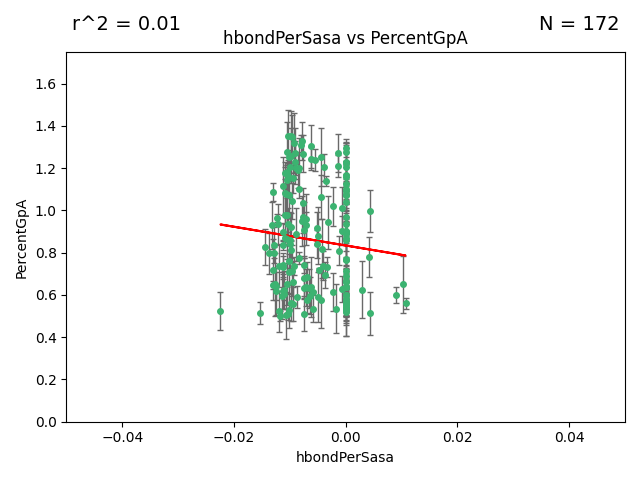 r^2 = 0.01
N = 172
hbondPerSasa vs PercentGpA
1.6
1.4
1.2
1.0
0.8
0.6
0.4
0.2
0.0
PercentGpA
−0.04
−0.02
0.00
0.02
0.04
hbondPerSasa